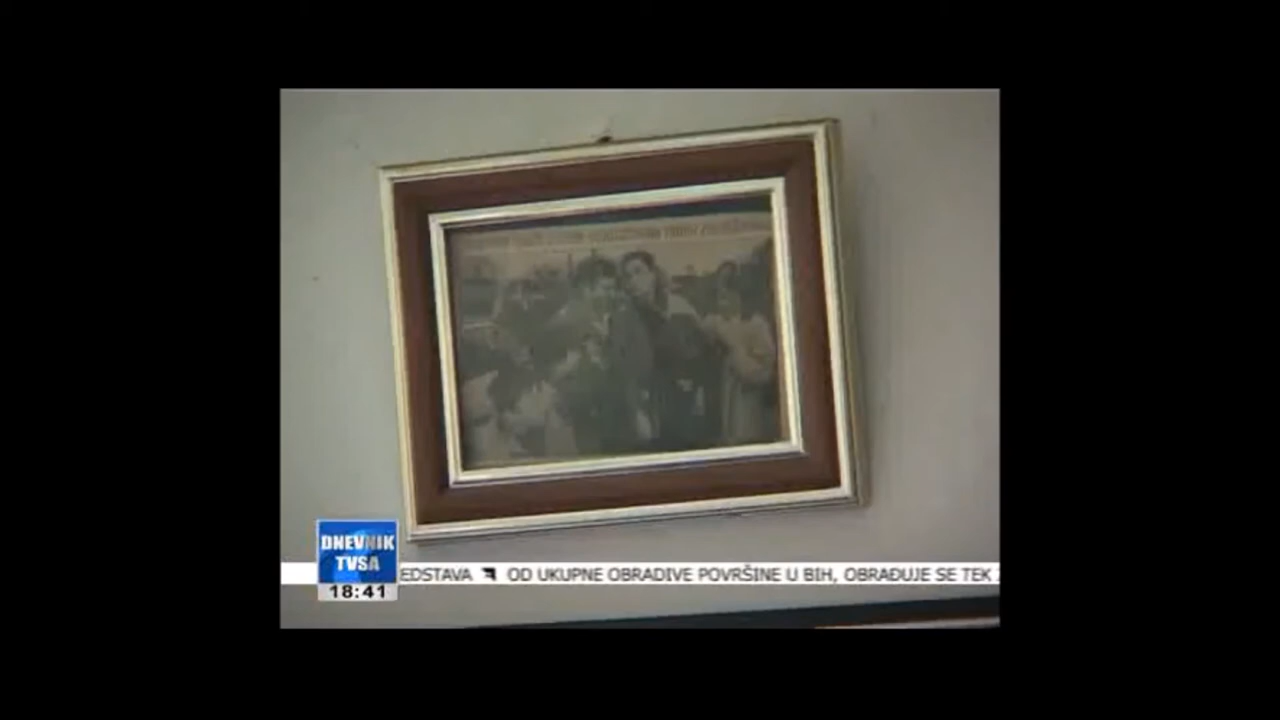 DNEVNIK
TVSA
18:41
EDSTAVA OD UKUPNE OBRADIVE POVRŠINE U BIH, OBRAĐUJE SE TEK